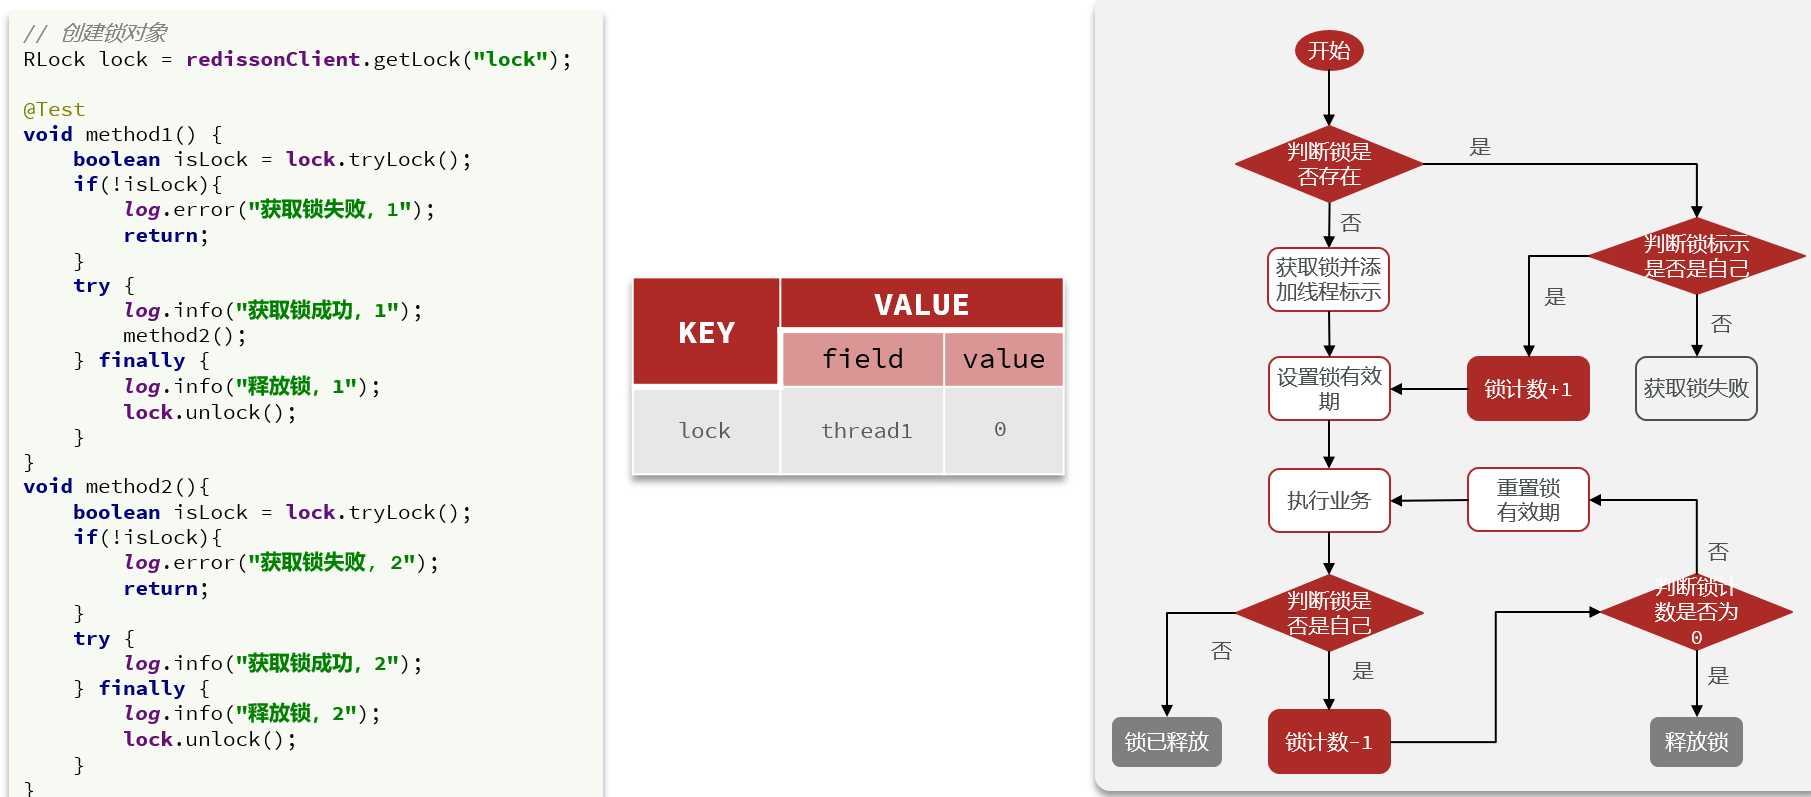 // 创建锁对象
RLock lock = redissonClient.getLock("lock");
@Test
void method1() {
    boolean isLock = lock.tryLock();
    if(!isLock){
        log.error("获取锁失败，1");
        return;
    }
    try {
        log.info("获取锁成功，1");
        method2();
    } finally {
        log.info("释放锁，1");
        lock.unlock();
    }
}
void method2(){
    boolean isLock = lock.tryLock();
    if(!isLock){
        log.error("获取锁失败, 2");
        return;
    }
    try {
        log.info("获取锁成功，2");
    } finally {
        log.info("释放锁，2");
        lock.unlock();
    }
}
KEY
VALUE
field
value
lock
thread1
0
开始
判断锁是
否存在
是
否
判断锁标示
是否是自己
是
否
获取锁并添
加线程标示
设置锁有效
期
锁计数+1
获取锁失败
执行业务
重置锁
有效期
否
判断锁是
否是自己
判断锁计
数是否为
0
否
是
是
锁已释放
锁计数-1
释放锁